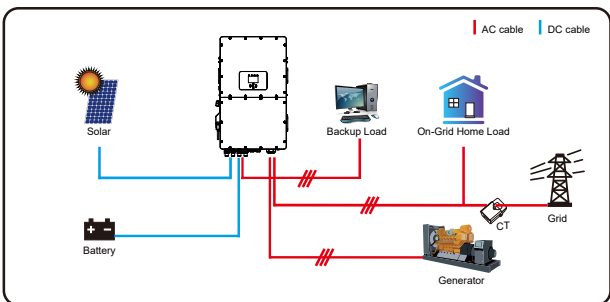 AC cable
DC cable
Solar
Backup Load
On-Grid Home Load
CT
Grid
Battery
Generator